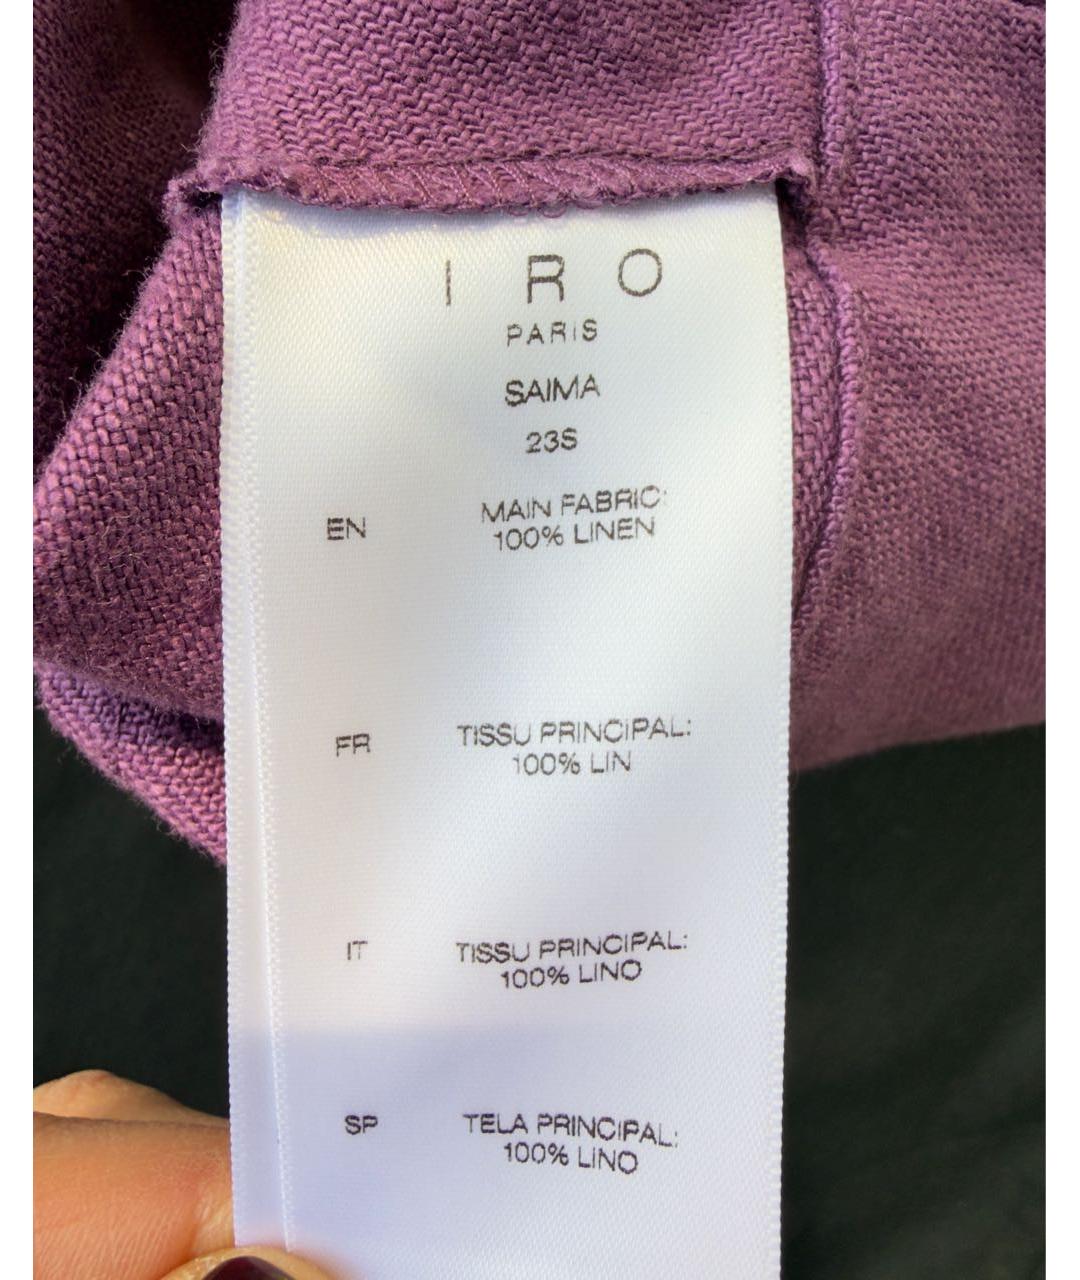 I R O
PARIS
SAIMA
23S
EN MAIN FABRIC:
100% LINEN
FR TISSU PRINCIPAL:
100% LIN
IT TISSU PRINCIPAL:
100% LINO
SP TELA PRINCIPAL:
100% LINO